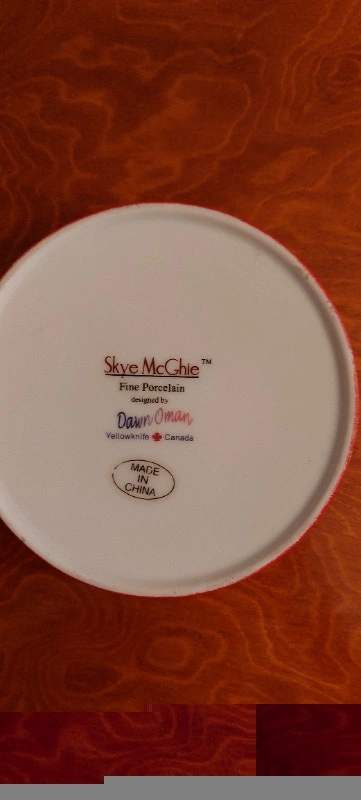 Skye McGhie™
Fine Porcelain
designed by
Dawn Oman
Yellowknife 🍁 Canada
MADE
IN
CHINA